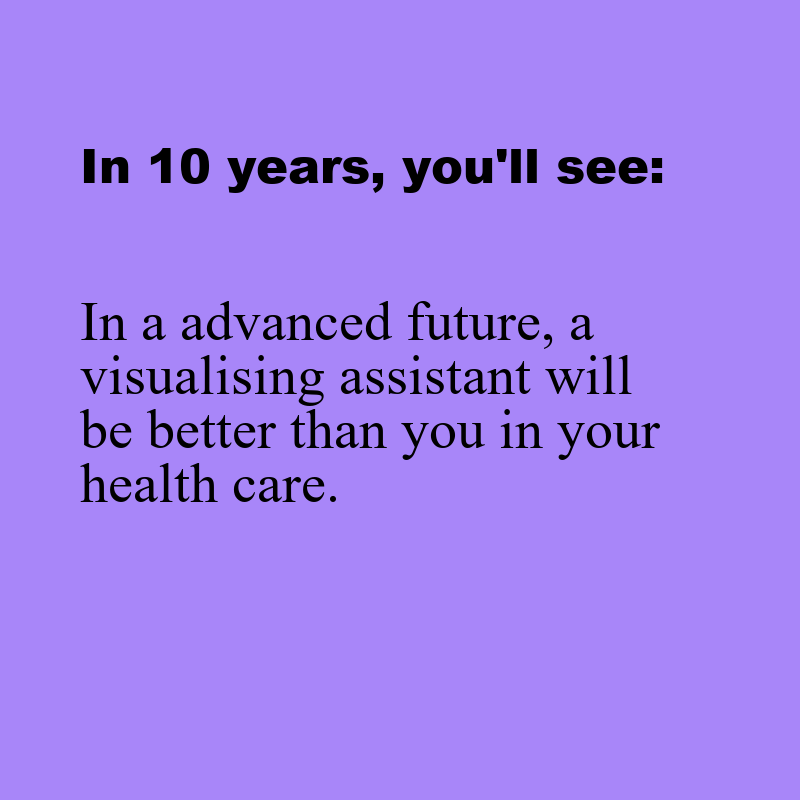 In 10 years, you'll see:
In a advanced future, a
visualising assistant will
be better than you in your
health care.